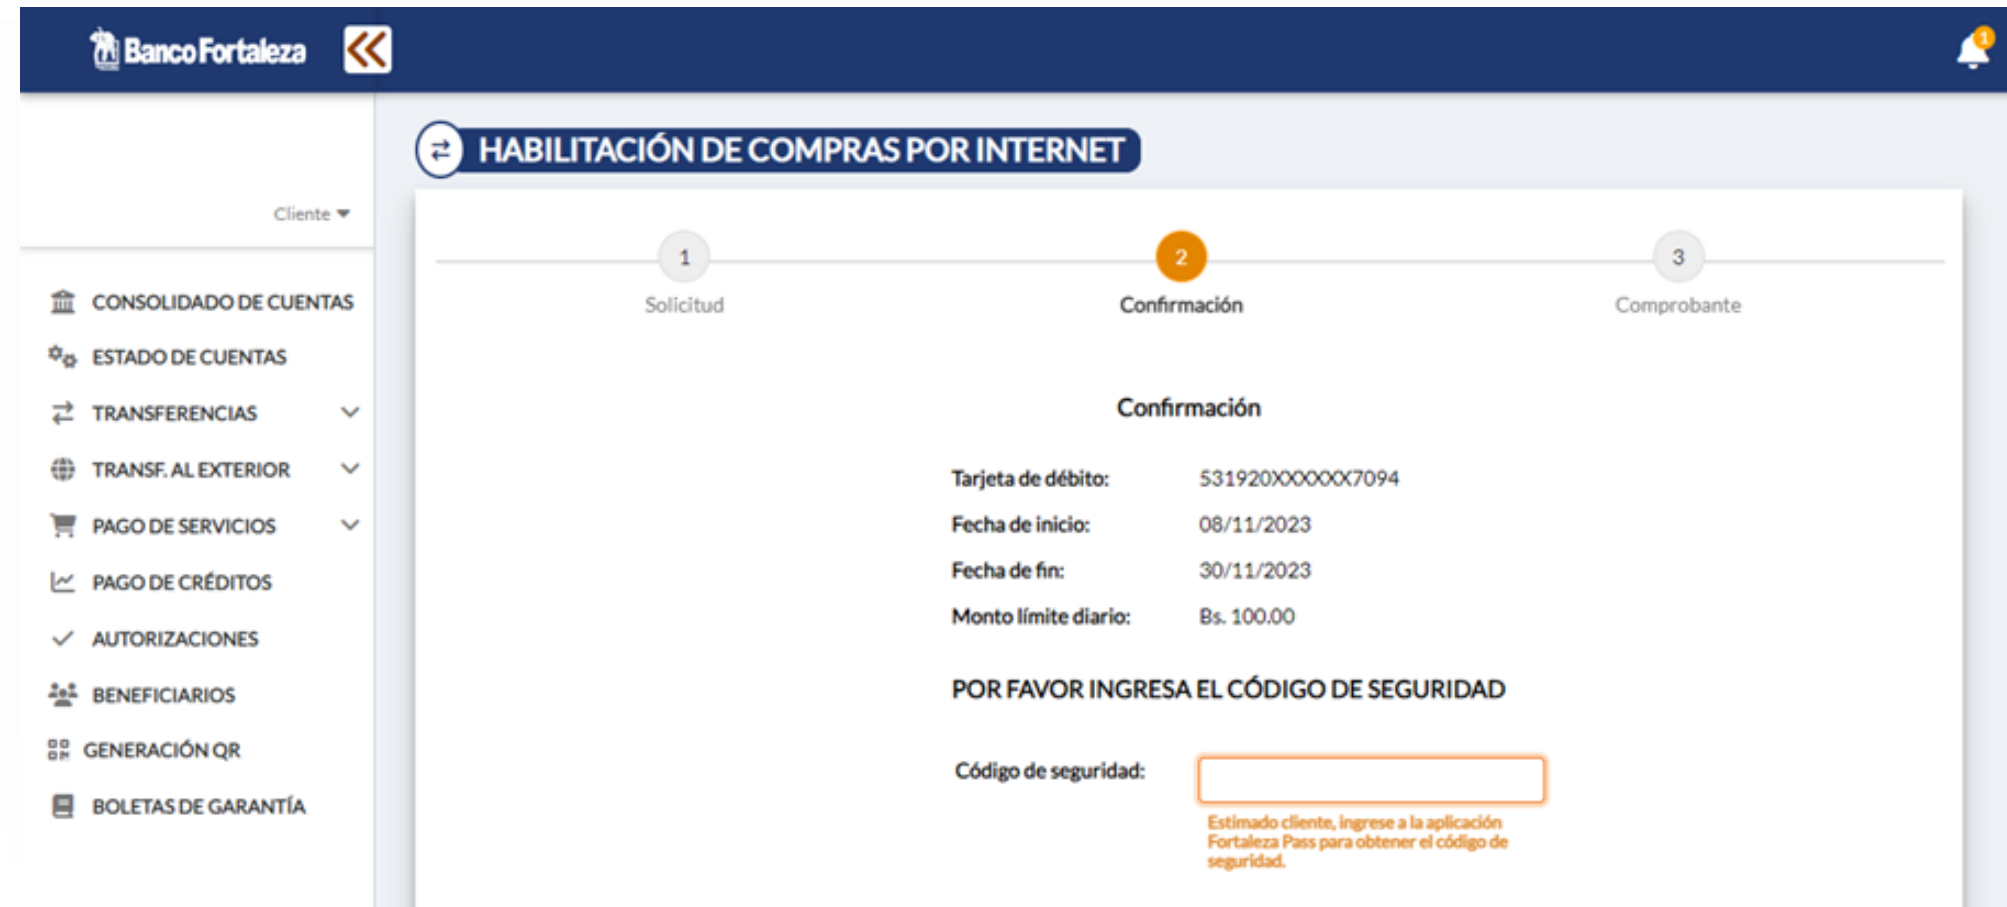 Banco Fortaleza
1
Cliente
CONSOLIDADO DE CUENTAS
ESTADO DE CUENTAS
TRANSFERENCIAS
TRANSF. AL EXTERIOR
PAGO DE SERVICIOS
PAGO DE CRÉDITOS
AUTORIZACIONES
BENEFICIARIOS
GENERACIÓN QR
BOLETAS DE GARANTÍA
HABILITACIÓN DE COMPRAS POR INTERNET
1 2 3
Solicitud Confirmación Comprobante
Confirmación
Tarjeta de débito: 531920XXXXXX7094
Fecha de inicio: 08/11/2023
Fecha de fin: 30/11/2023
Monto límite diario: Bs. 100.00
POR FAVOR INGRESA EL CÓDIGO DE SEGURIDAD
Código de seguridad:
Estimado cliente, ingrese a la aplicación
Fortaleza Pass para obtener el código de
seguridad.